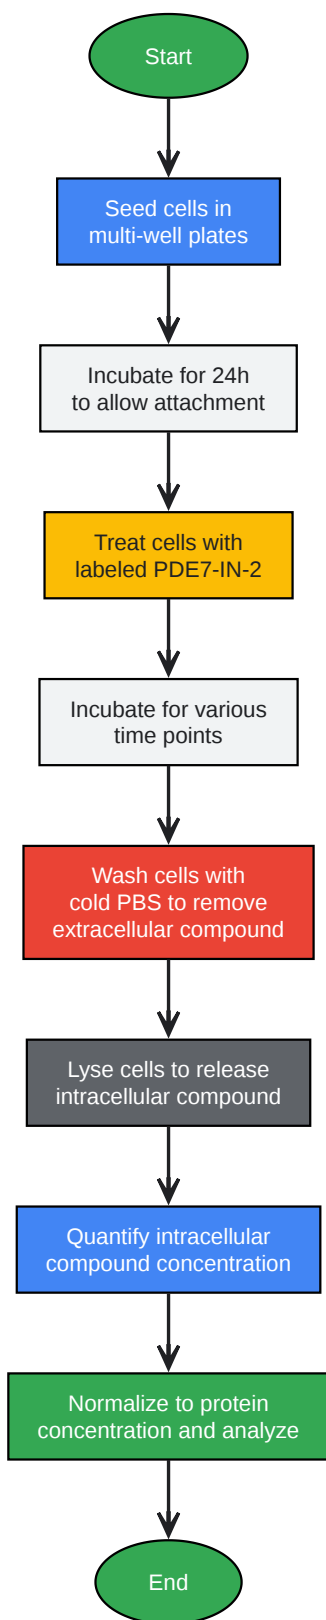 Start
Seed cells in
multi-well plates
Incubate for 24h
to allow attachment
Treat cells with
labeled PDE7-IN-2
Incubate for various
time points
Wash cells with
cold PBS to remove
extracellular compound
Lyse cells to release
intracellular compound
Quantify intracellular
compound concentration
Normalize to protein
concentration and analyze
End